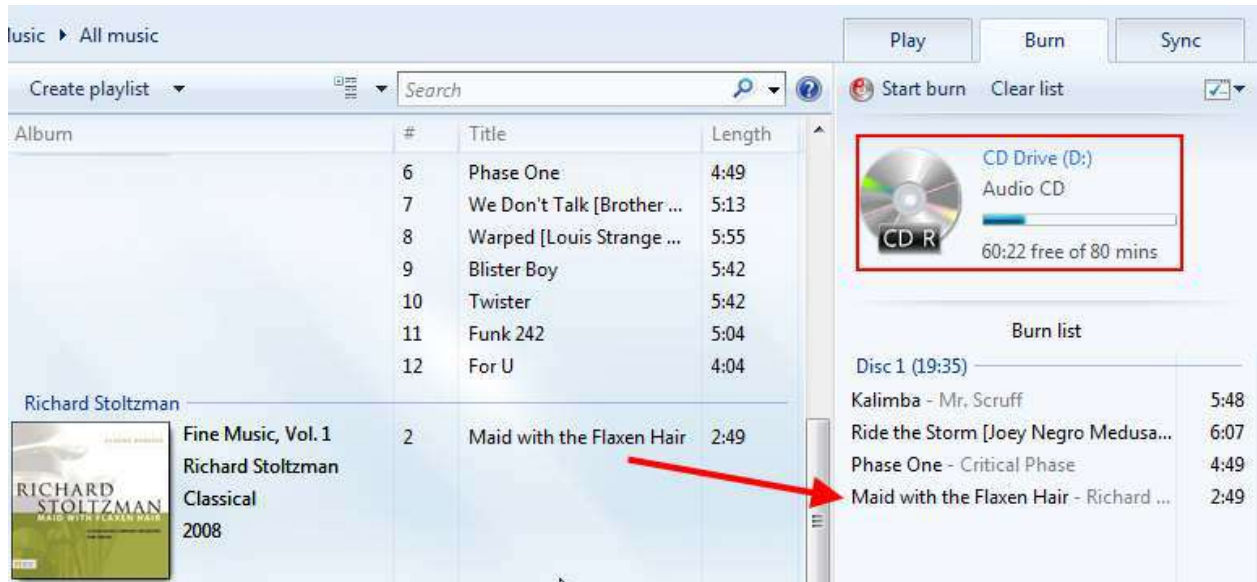 lusic ▸ All music
Play Burn Sync
Create playlist Search Start burn Clear list
Album # Title Length
6 Phase One 4:49
7 We Don't Talk [Brother ... 5:13
8 Warped [Louis Strange ... 5:55
9 Blister Boy 5:42
10 Twister 5:42
11 Funk 242 5:04
12 For U 4:04
Richard Stoltzman
RICHARD
STOLTZMAN
MAID WITH FLAXEN HAIR
Fine Music, Vol. 1
Richard Stoltzman
Classical
2008
2 Maid with the Flaxen Hair 2:49
CD R
CD Drive (D:)
Audio CD
60:22 free of 80 mins
Burn list
Disc 1 (19:35)
Kalimba - Mr. Scruff 5:48
Ride the Storm [Joey Negro Medusa... 6:07
Phase One - Critical Phase 4:49
Maid with the Flaxen Hair - Richard ... 2:49